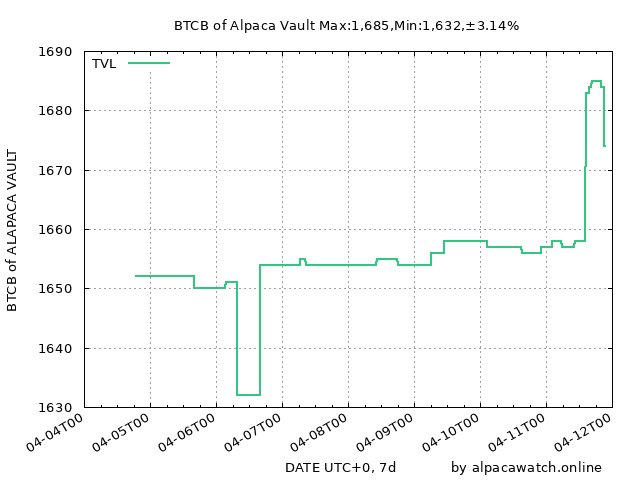 BTCB of Alpaca Vault Max:1,685,Min:1,632,±3.14%
TVL
1690
1680
1670
1660
1650
1640
1630
BTCB of ALAPACA VAULT
04-04T00
04-05T00
04-06T00
04-07T00
04-08T00
04-09T00
04-10T00
04-11T00
04-12T00
DATE UTC+0, 7d
by alpacawatch.online